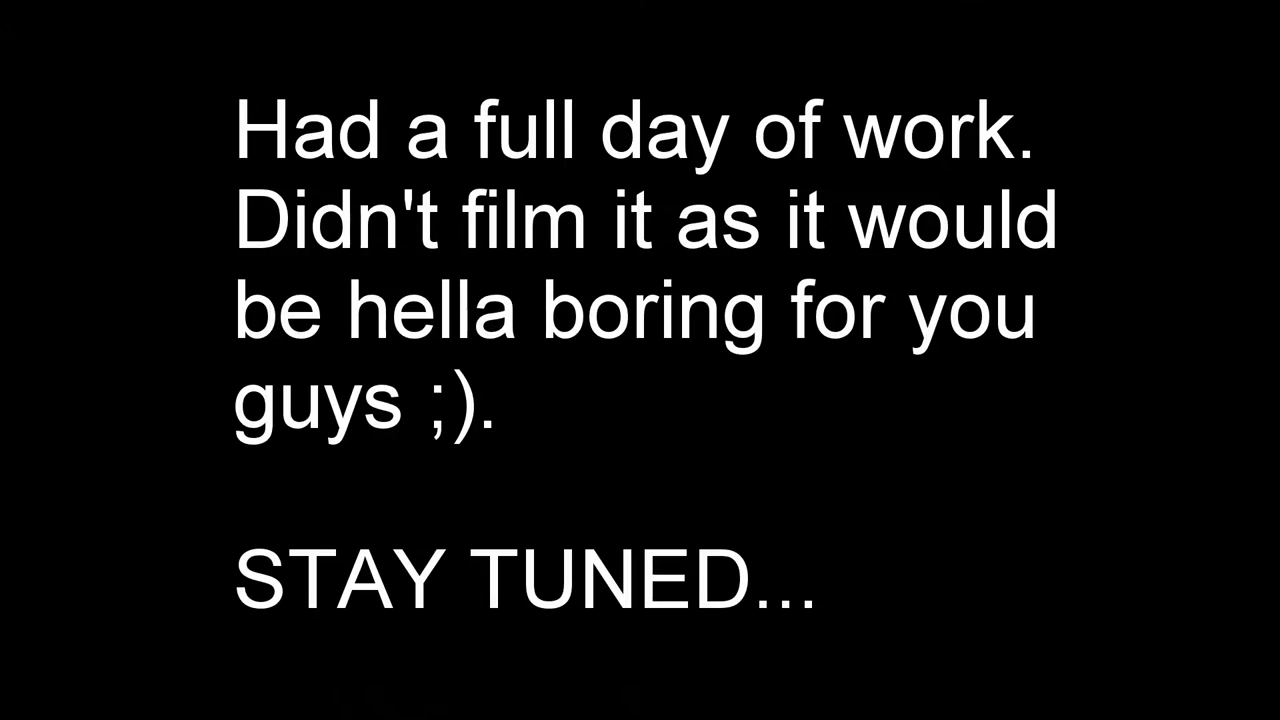 Had a full day of work.
Didn't film it as it would
be hella boring for you
guys ;).
STAY TUNED...